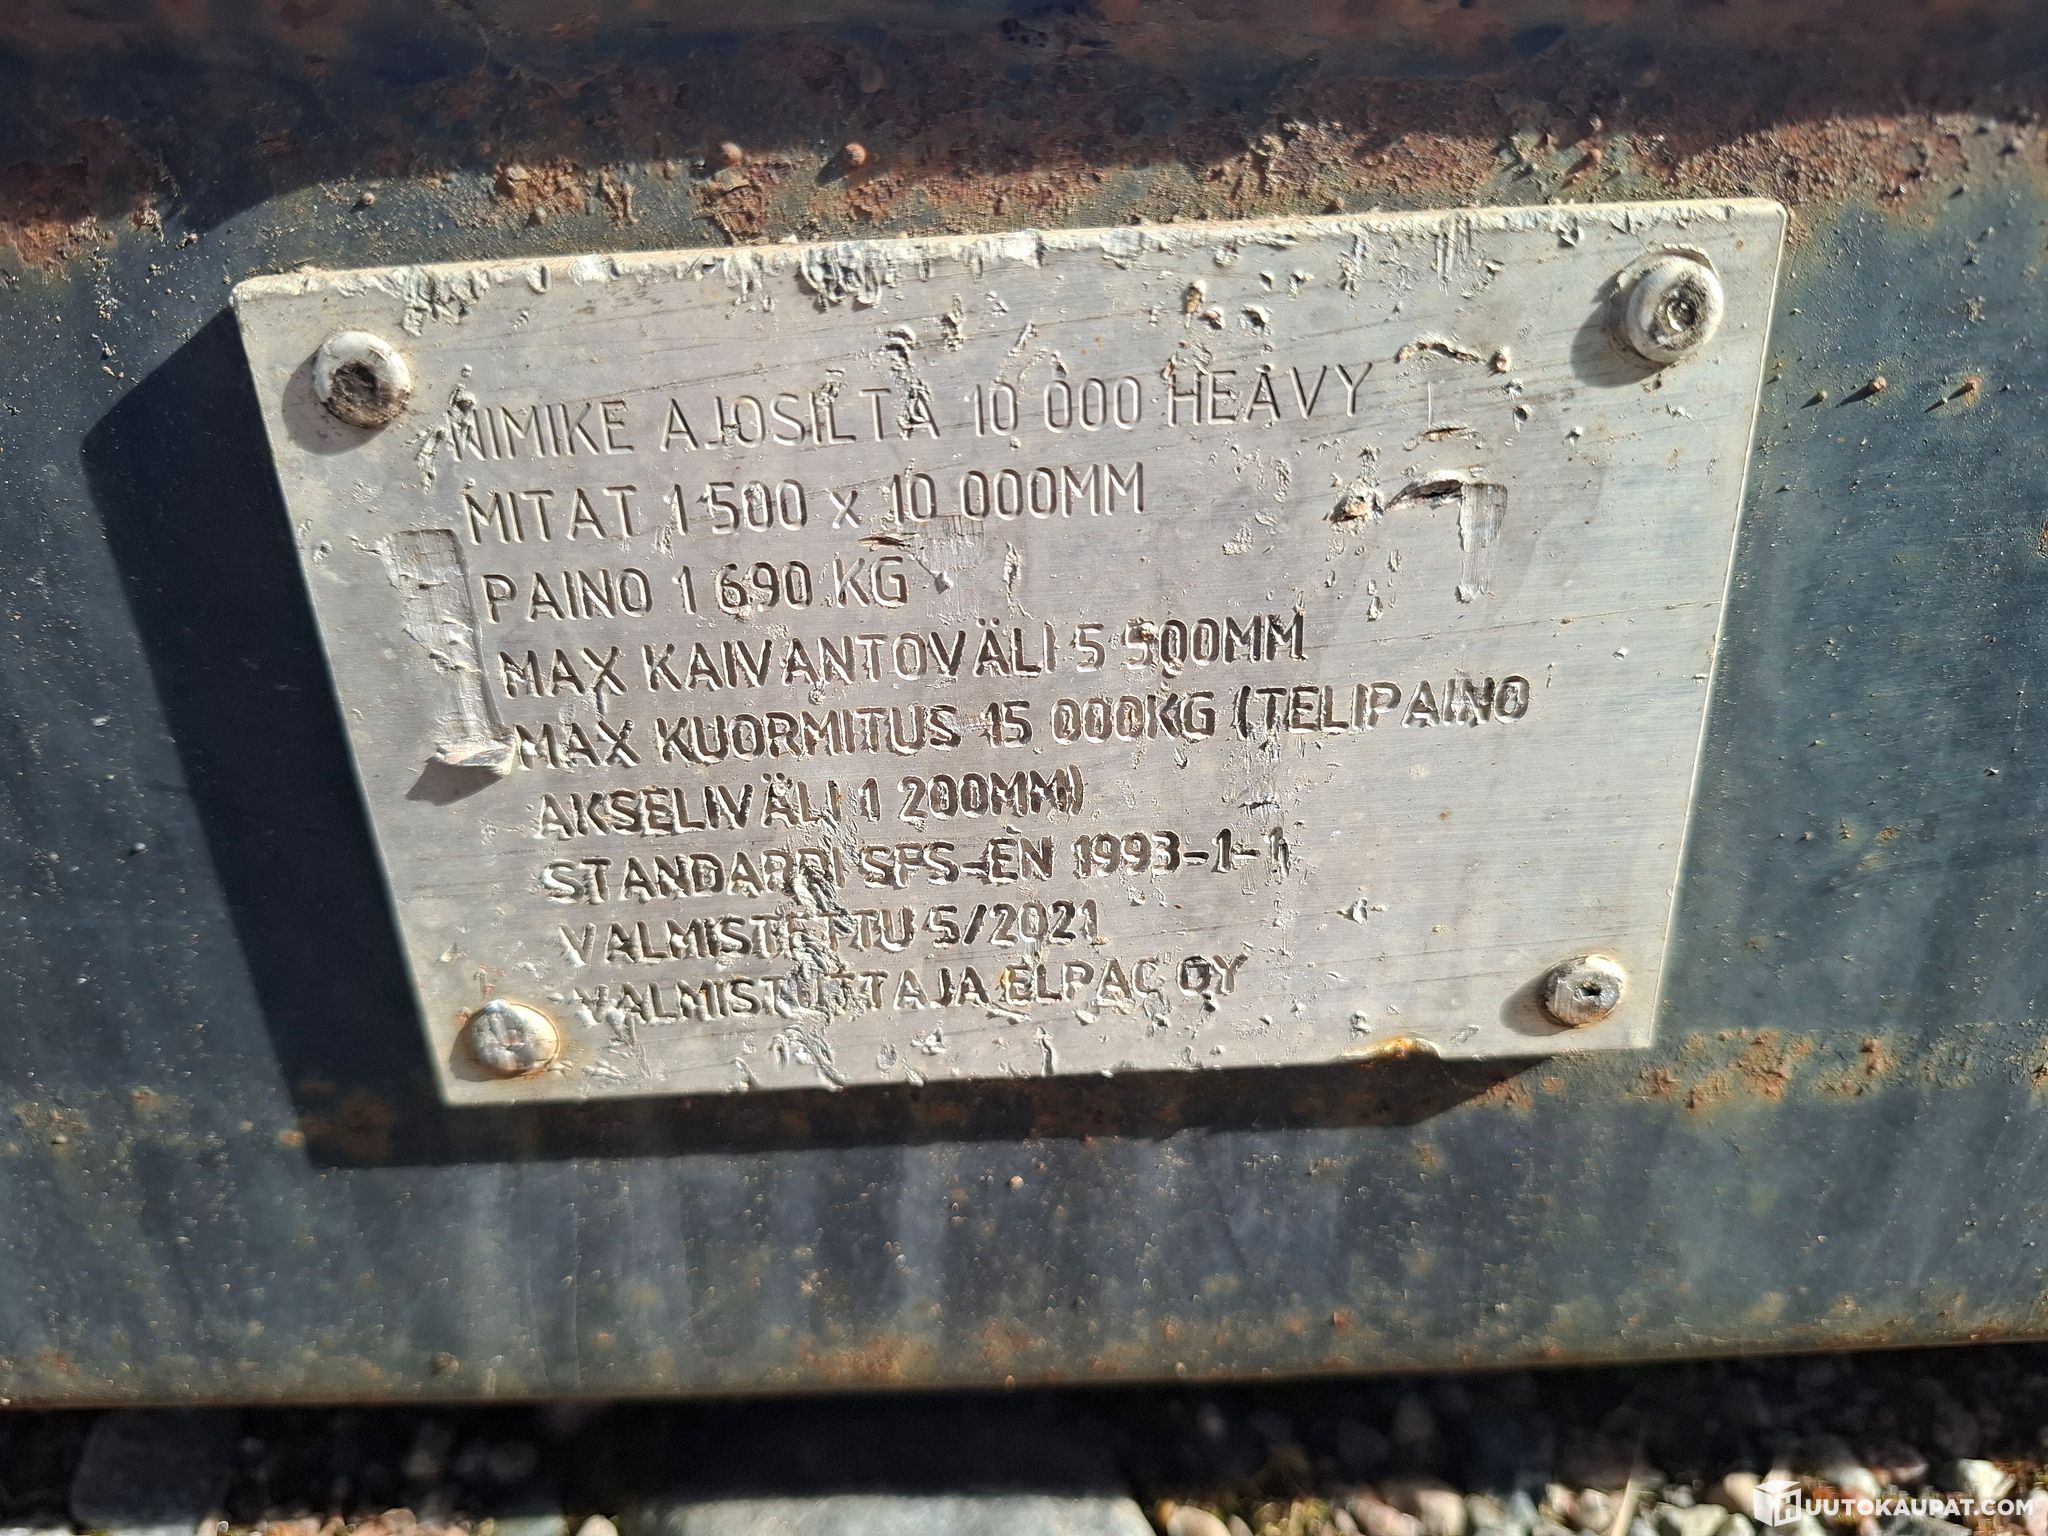 NIMIKE AJOSILTA 10 000 HEAVY
MITAT 1 500 x 10 000MM
PAINO 1 690 KG
MAX KAIVANTOVÄLI 5 500MM
MAX KUORMITUS 15 000KG (TELIPAINO
AKSELIVÄLI 1 200MM)
STANDARDI SFS-EN 1993-1-1
VALMISTETTU 5/2021
VALMISTUTTAJA ELPAC OY
HUUTOKAUPAT.COM